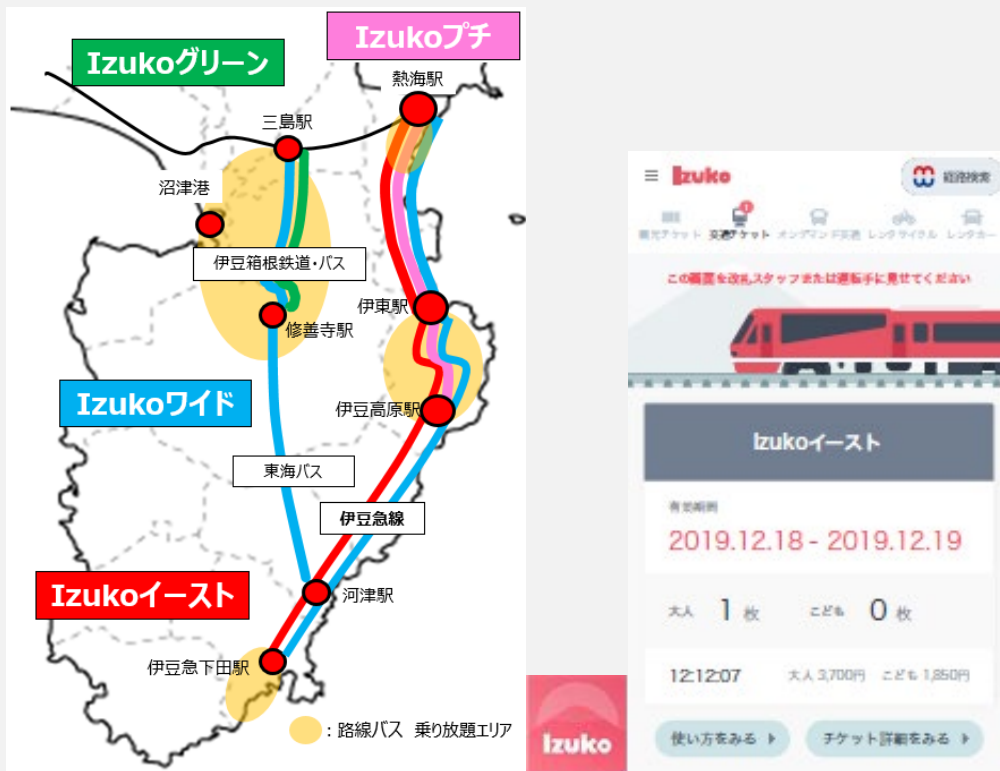 Izukoプチ
Izukoグリーン
熱海駅
三島駅
沼津港
伊豆箱根鉄道・バス
伊東駅
修善寺駅
Izukoワイド
伊豆高原駅
東海バス
伊豆急線
Izukoイースト
河津駅
伊豆急下田駅
：路線バス 乗り放題エリア
Izuko
Izuko
経路検索
1
観光チケット 交通チケット オンデマンド交通 レンタサイクル レンタカー
この画面を改札スタッフまたは運転手に見せてください
Izukoイースト
有効期間
2019.12.18 - 2019.12.19
大人 1 枚 こども 0 枚
12:12:07 大人 3,700円 こども 1,850円
使い方をみる チケット詳細をみる